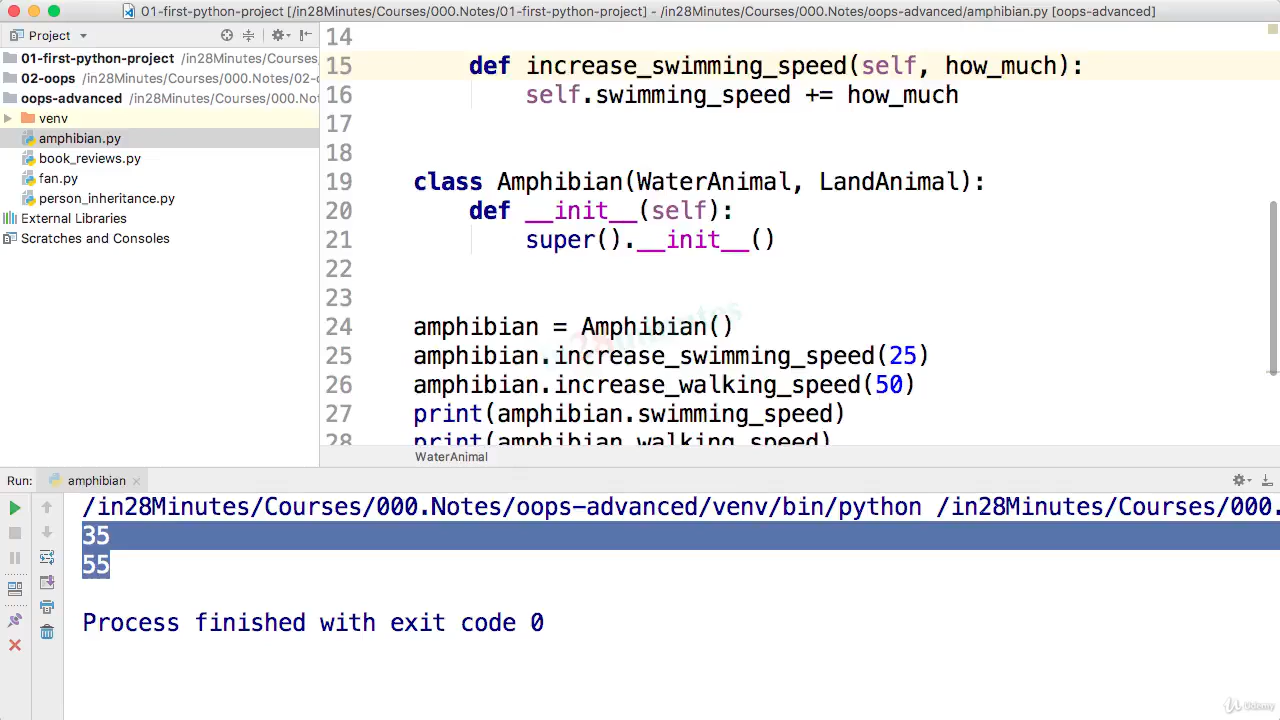 01-first-python-project [/in28Minutes/Courses/000.Notes/01-first-python-project] - /in28Minutes/Courses/000.Notes/oops-advanced/amphibian.py [oops-advanced]
Project
01-first-python-project /in28Minutes/Courses/
02-oops /in28Minutes/Courses/000.Notes/02-
oops-advanced /in28Minutes/Courses/000.Not
venv
amphibian.py
book_reviews.py
fan.py
person_inheritance.py
External Libraries
Scratches and Consoles
14
15 def increase_swimming_speed(self, how_much):
16 self.swimming_speed += how_much
17
18
19 class Amphibian(WaterAnimal, LandAnimal):
20 def __init__(self):
21 super().__init__()
22
23
24 amphibian = Amphibian()
25 amphibian.increase_swimming_speed(25)
26 amphibian.increase_walking_speed(50)
27 print(amphibian.swimming_speed)
28 print(amphibian.walking_speed)
WaterAnimal
Run: amphibian
/in28Minutes/Courses/000.Notes/oops-advanced/venv/bin/python /in28Minutes/Courses/000.
35
55
Process finished with exit code 0
Udemy